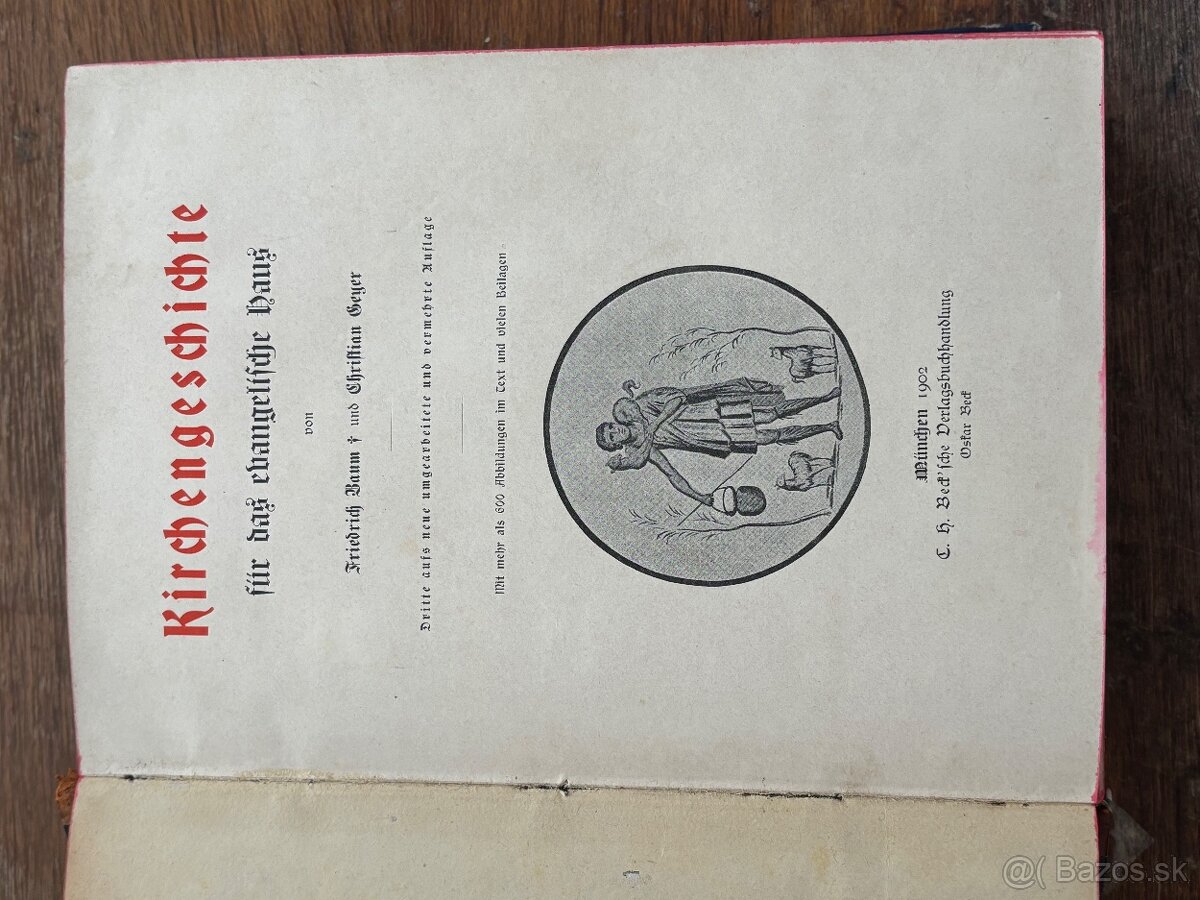 Kirchengeschichte
für das evangelische Haus
von
Friedrich Baum † und Christian Geyer
Dritte aufs neue umgearbeitete und vermehrte Auflage
Mit mehr als 600 Abbildungen im Text und vielen Beilagen
München 1902
C. H. Beck'sche Verlagsbuchhandlung
Oskar Beck
@( Bazos.sk